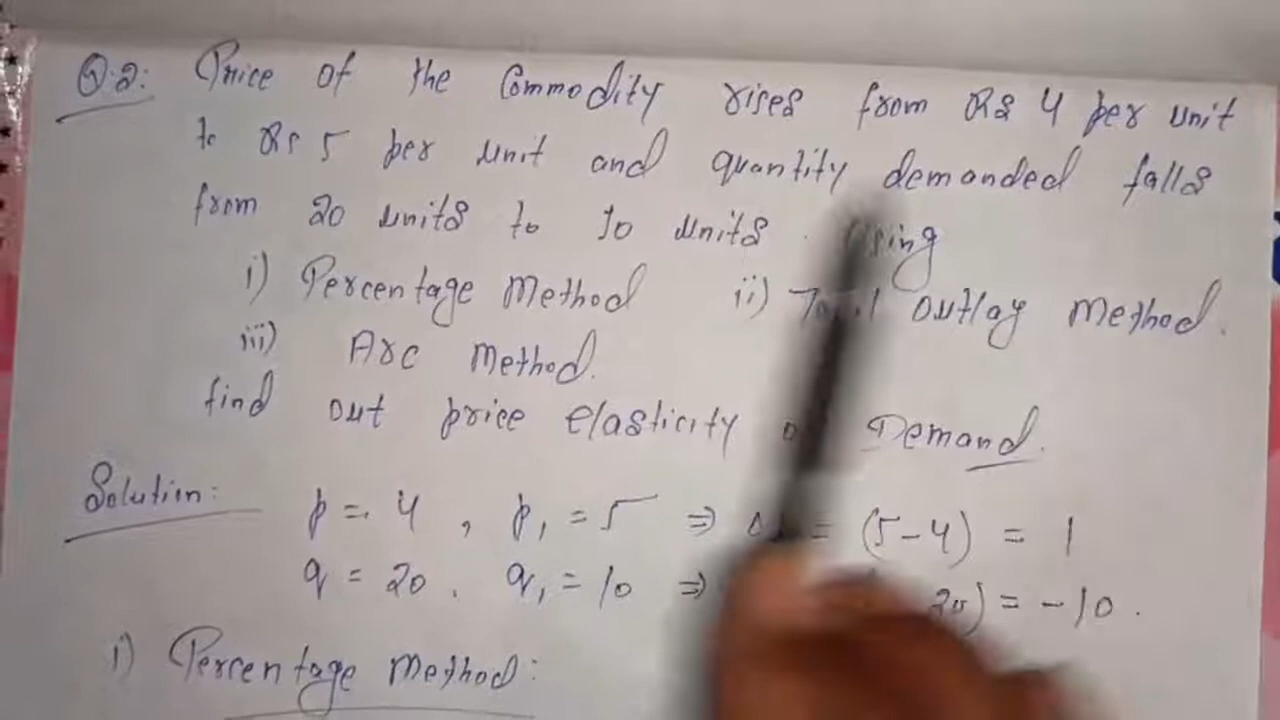 Q.2: Price of the Commodity rises from Rs 4 per unit
to Rs 5 per unit and quantity demanded falls
from 20 units to 10 units. Using
i) Percentage Method ii) Total outlay Method.
iii) Arc Method.
find out price elasticity Demand.
Solution: p = 4, p₁ = 5 ⇒ = (5-4) = 1
q = 20. q₁ = 10 ⇒ 20) = -10.
i) Percentage Method: